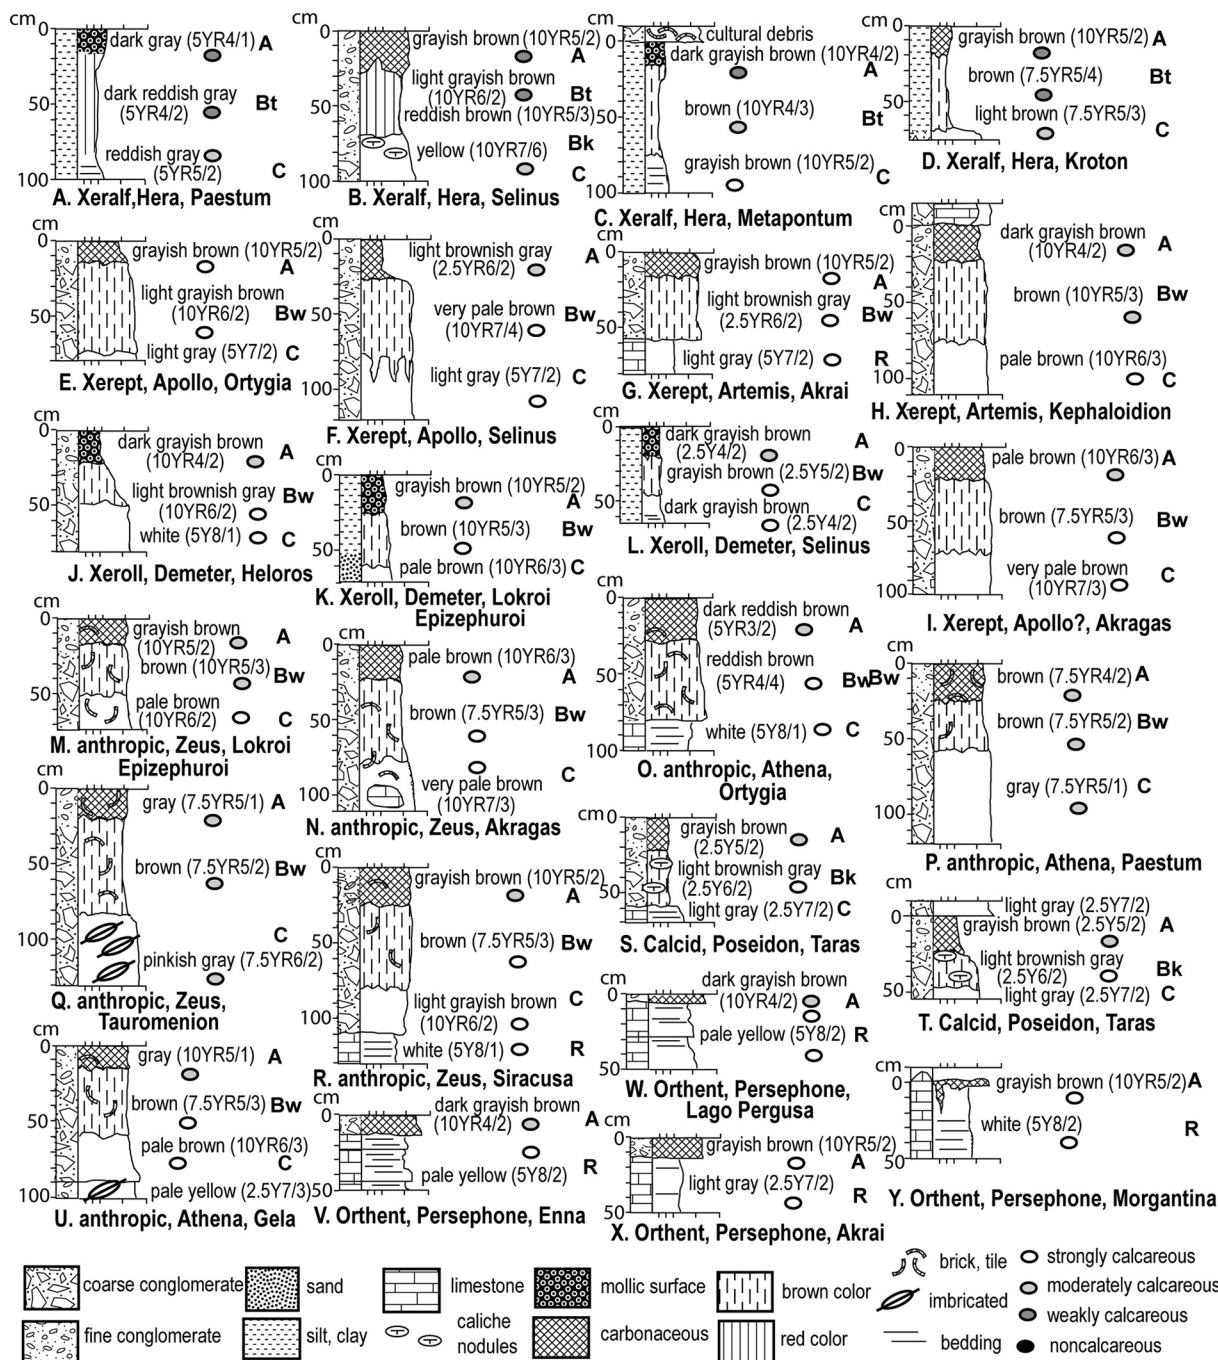 cm
0
50
100
dark gray (5YR4/1) A
dark reddish gray
(5YR4/2) Bt
reddish gray
(5YR5/2) C
A. Xeralf,Hera, Paestum
cm
0
50
100
grayish brown (10YR5/2)
A
light grayish brown
(10YR6/2) Bt
reddish brown (10YR5/3)
Bk
yellow (10YR7/6)
C
B. Xeralf, Hera, Selinus
cm
0
0
50
100
cultural debris
dark grayish brown (10YR4/2)
A
brown (10YR4/3)
Bt
grayish brown (10YR5/2)
C
C. Xeralf, Hera, Metapontum
cm
0
50
grayish brown (10YR5/2) A
brown (7.5YR5/4) Bt
light brown (7.5YR5/3)
C
D. Xeralf, Hera, Kroton
cm
0
50
grayish brown (10YR5/2)
A
light grayish brown
(10YR6/2) Bw
light gray (5Y7/2) C
E. Xerept, Apollo, Ortygia
cm
0
50
100
light brownish gray A
(2.5YR6/2)
very pale brown
(10YR7/4) Bw
light gray (5Y7/2) C
F. Xerept, Apollo, Selinus
cm
0
50
grayish brown (10YR5/2)
A
light brownish gray
(2.5YR6/2) Bw
light gray (5Y7/2) R
G. Xerept, Artemis, Akrai
H
0
50
100
dark grayish brown
(10YR4/2) A
brown (10YR5/3) Bw
pale brown (10YR6/3)
C
H. Xerept, Artemis, Kephaloidion
cm
0
50
dark grayish brown
(10YR4/2) A
light brownish gray
(10YR6/2) Bw
white (5Y8/1) C
J. Xeroll, Demeter, Heloros
cm
0
50
grayish brown (10YR5/2)
A
brown (10YR5/3) Bw
pale brown (10YR6/3) C
K. Xeroll, Demeter, Lokroi
Epizephuroi
cm
0
50
dark grayish brown
(2.5Y4/2) A
grayish brown (2.5Y5/2) Bw
dark grayish brown C
(2.5Y4/2)
L. Xeroll, Demeter, Selinus
cm
0
50
100
pale brown (10YR6/3) A
brown (7.5YR5/3) Bw
very pale brown
(10YR7/3) C
I. Xerept, Apollo?, Akragas
cm
0
50
grayish brown
(10YR5/2) A
brown (10YR5/3) Bw
pale brown
(10YR6/2) C
M. anthropic, Zeus, Lokroi
Epizephuroi
cm
0
50
100
pale brown (10YR6/3)
A
brown (7.5YR5/3) Bw
C
very pale brown
(10YR7/3)
N. anthropic, Zeus, Akragas
cm
0
50
100
dark reddish brown
(5YR3/2) A
reddish brown
(5YR4/4) Bw
white (5Y8/1) C
O. anthropic, Athena,
Ortygia
cm
0
50
100
Bw
brown (7.5YR4/2) A
brown (7.5YR5/2) Bw
gray (7.5YR5/1) C
P. anthropic, Athena, Paestum
cm
0
50
100
gray (7.5YR5/1) A
brown (7.5YR5/2) Bw
C
pinkish gray (7.5YR6/2)
Q. anthropic, Zeus,
Tauromenion
cm
0
50
100
grayish brown (10YR5/2)
A
brown (7.5YR5/3) Bw
light grayish brown C
(10YR6/2)
white (5Y8/1) R
R. anthropic, Zeus, Siracusa
cm
0
50
grayish brown
(2.5Y5/2) A
light brownish gray
(2.5Y6/2) Bk
light gray (2.5Y7/2) C
S. Calcid, Poseidon, Taras
cm
0
50
light gray (2.5Y7/2)
grayish brown (2.5Y5/2) A
light brownish gray
(2.5Y6/2) Bk
light gray (2.5Y7/2) C
T. Calcid, Poseidon, Taras
cm
0
50
100
gray (10YR5/1) A
brown (7.5YR5/3) Bw
pale brown (10YR6/3)
C
pale yellow (2.5Y7/3)
U. anthropic, Athena, Gela
cm
0
50
dark grayish brown
(10YR4/2) A
R
pale yellow (5Y8/2)
V. Orthent, Persephone, Enna
cm
0
50
dark grayish brown
(10YR4/2) A
pale yellow (5Y8/2) R
W. Orthent, Persephone,
Lago Pergusa
cm
0
50
grayish brown (10YR5/2)
A
light gray (2.5Y7/2)
R
X. Orthent, Persephone, Akrai
cm
0
50
grayish brown (10YR5/2) A
white (5Y8/2)
R
Y. Orthent, Persephone, Morgantina
coarse conglomerate
fine conglomerate
sand
silt, clay
limestone
caliche
nodules
mollic surface
carbonaceous
brown color
red color
brick, tile
imbricated
bedding
strongly calcareous
moderately calcareous
weakly calcareous
noncalcareous